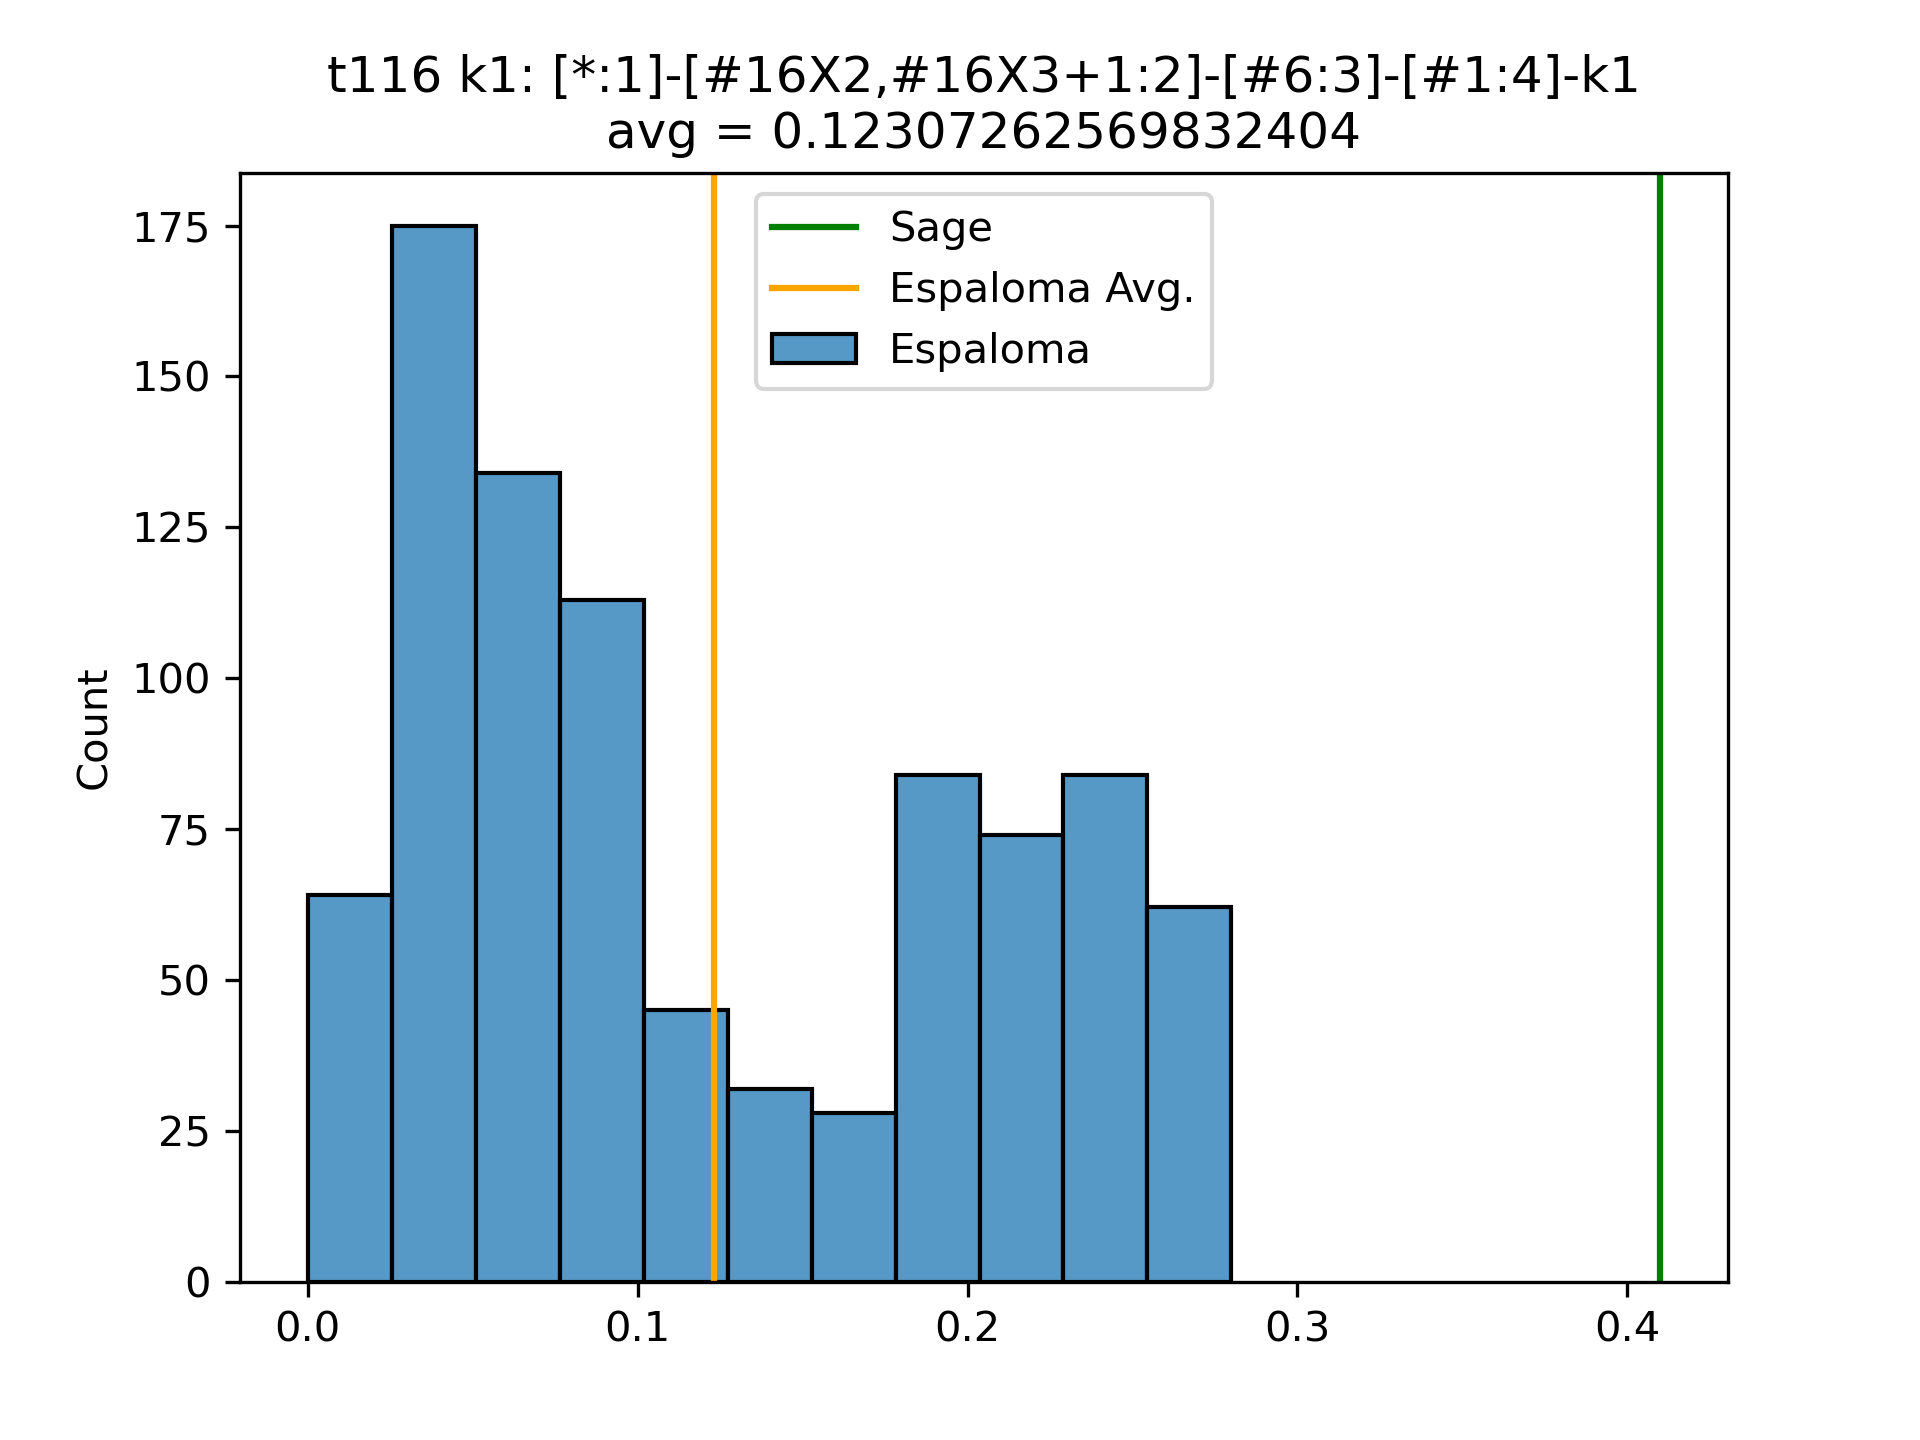 t116 k1: [*:1]-[#16X2,#16X3+1:2]-[#6:3]-[#1:4]-k1
avg = 0.12307262569832404
Sage
Espaloma Avg.
Espaloma
175
150
125
100
75
50
25
0
Count
0.0 0.1 0.2 0.3 0.4